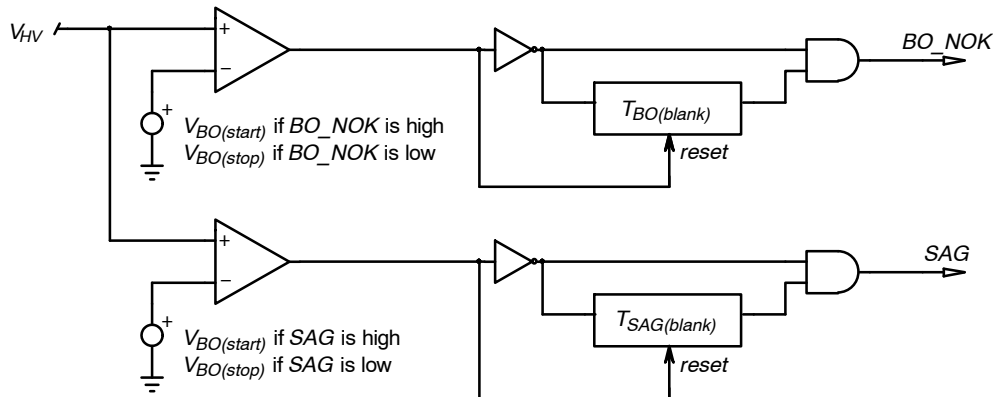 V_HV
+
−
+
V_BO(start) if BO_NOK is high
V_BO(stop) if BO_NOK is low
T_BO(blank)
reset
BO_NOK
+
−
+
V_BO(start) if SAG is high
V_BO(stop) if SAG is low
T_SAG(blank)
reset
SAG